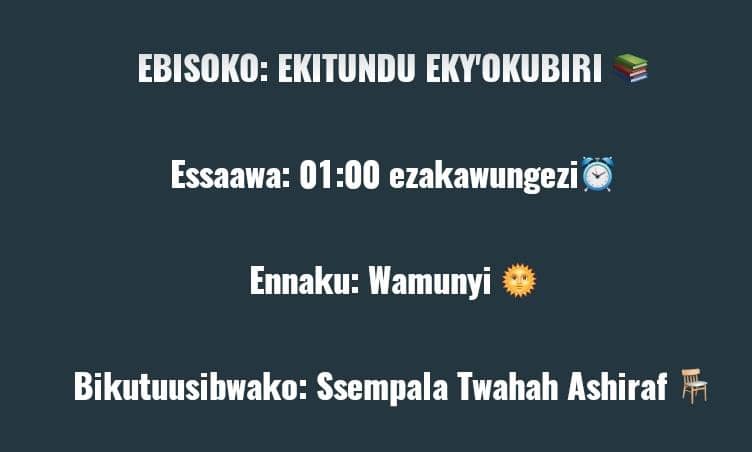 EBISOKO: EKITUNDU EKY'OKUBIRI 📚
Essaawa: 01:00 ezakawungezi⏰
Ennaku: Wamunyi 🌞
Bikutuusibwako: Ssempala Twahah Ashiraf 🪑